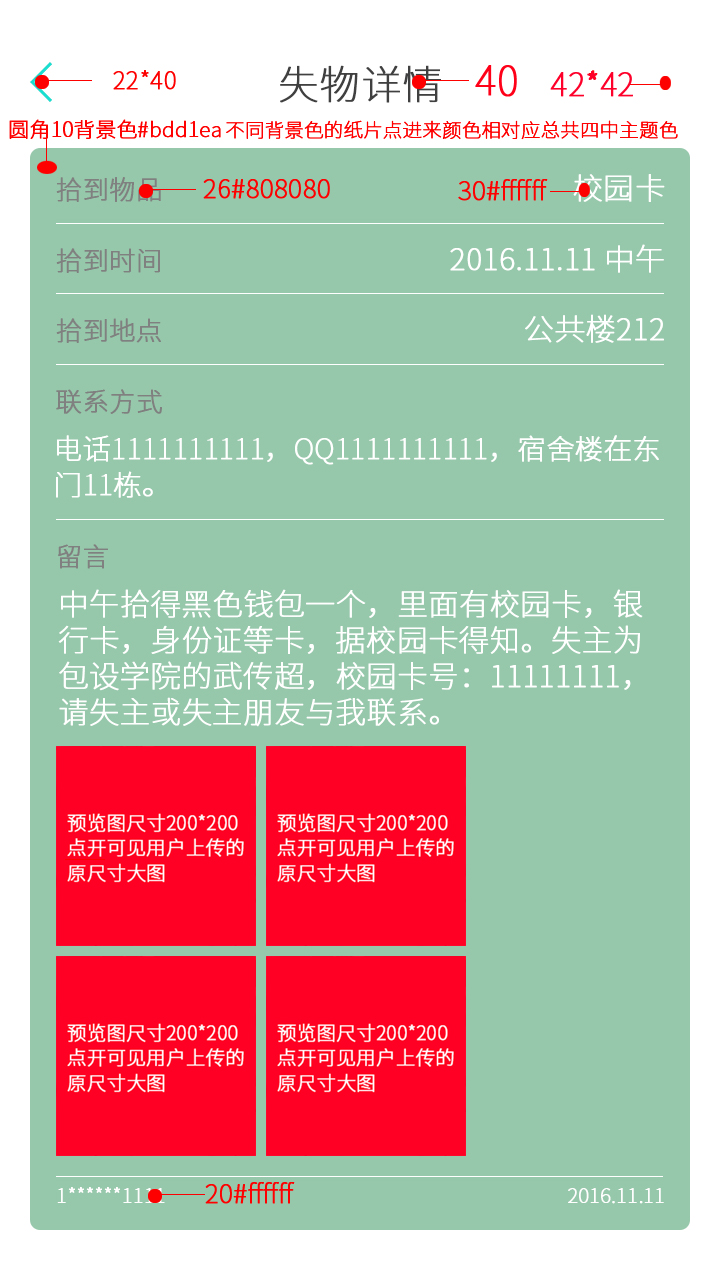 22*40
失物详情
40
42*42
圆角10背景色#bdd1ea 不同背景色的纸片点进来颜色相对应总共四中主题色
拾到物品
26#808080
30#ffffff
校园卡
拾到时间
2016.11.11 中午
拾到地点
公共楼212
联系方式
电话1111111111，QQ1111111111，宿舍楼在东
门11栋。
留言
中午拾得黑色钱包一个，里面有校园卡，银
行卡，身份证等卡，据校园卡得知。失主为
包设学院的武传超，校园卡号：11111111，
请失主或失主朋友与我联系。
预览图尺寸200*200
点开可见用户上传的
原尺寸大图
预览图尺寸200*200
点开可见用户上传的
原尺寸大图
预览图尺寸200*200
点开可见用户上传的
原尺寸大图
预览图尺寸200*200
点开可见用户上传的
原尺寸大图
1******1111
20#ffffff
2016.11.11